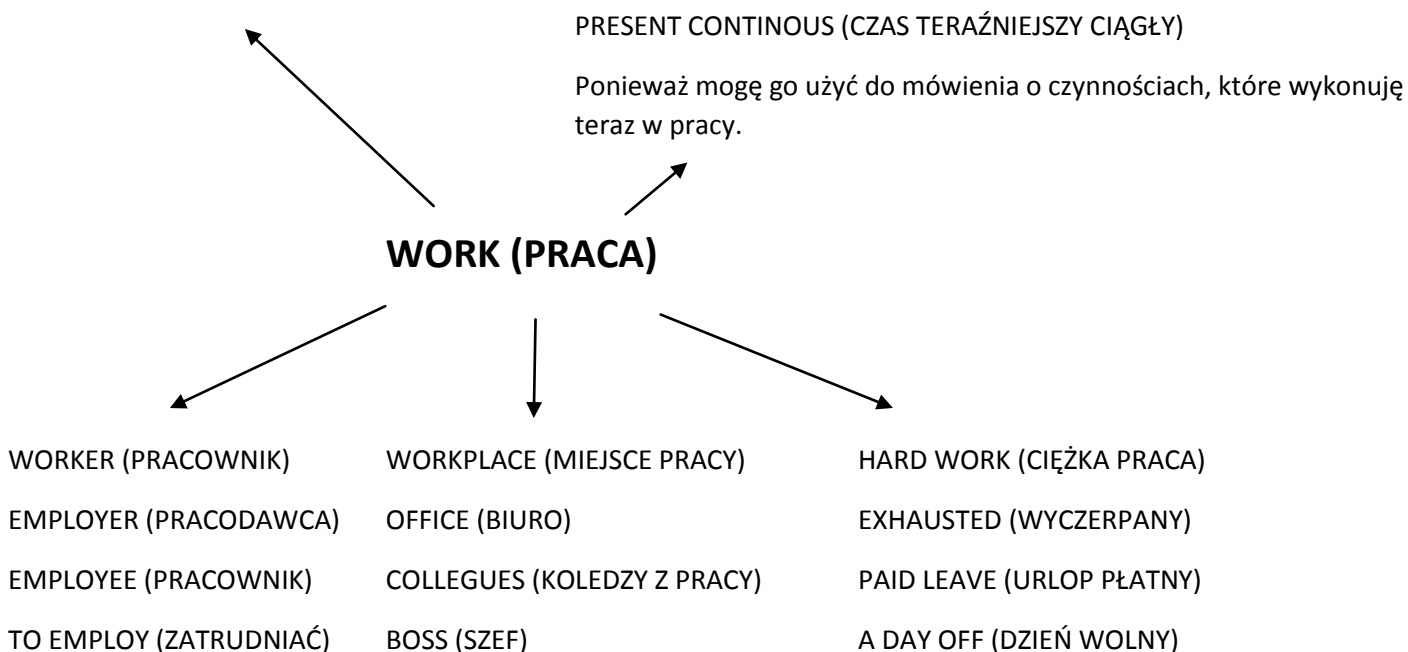 PRESENT CONTINOUS (CZAS TERAŹNIEJSZY CIĄGŁY)
Ponieważ mogę go użyć do mówienia o czynnościach, które wykonuję
teraz w pracy.
WORK (PRACA)
WORKER (PRACOWNIK)
EMPLOYER (PRACODAWCA)
EMPLOYEE (PRACOWNIK)
TO EMPLOY (ZATRUDNIAĆ)
WORKPLACE (MIEJSCE PRACY)
OFFICE (BIURO)
COLLEGUES (KOLEDZY Z PRACY)
BOSS (SZEF)
HARD WORK (CIĘŻKA PRACA)
EXHAUSTED (WYCZERPANY)
PAID LEAVE (URLOP PŁATNY)
A DAY OFF (DZIEŃ WOLNY)